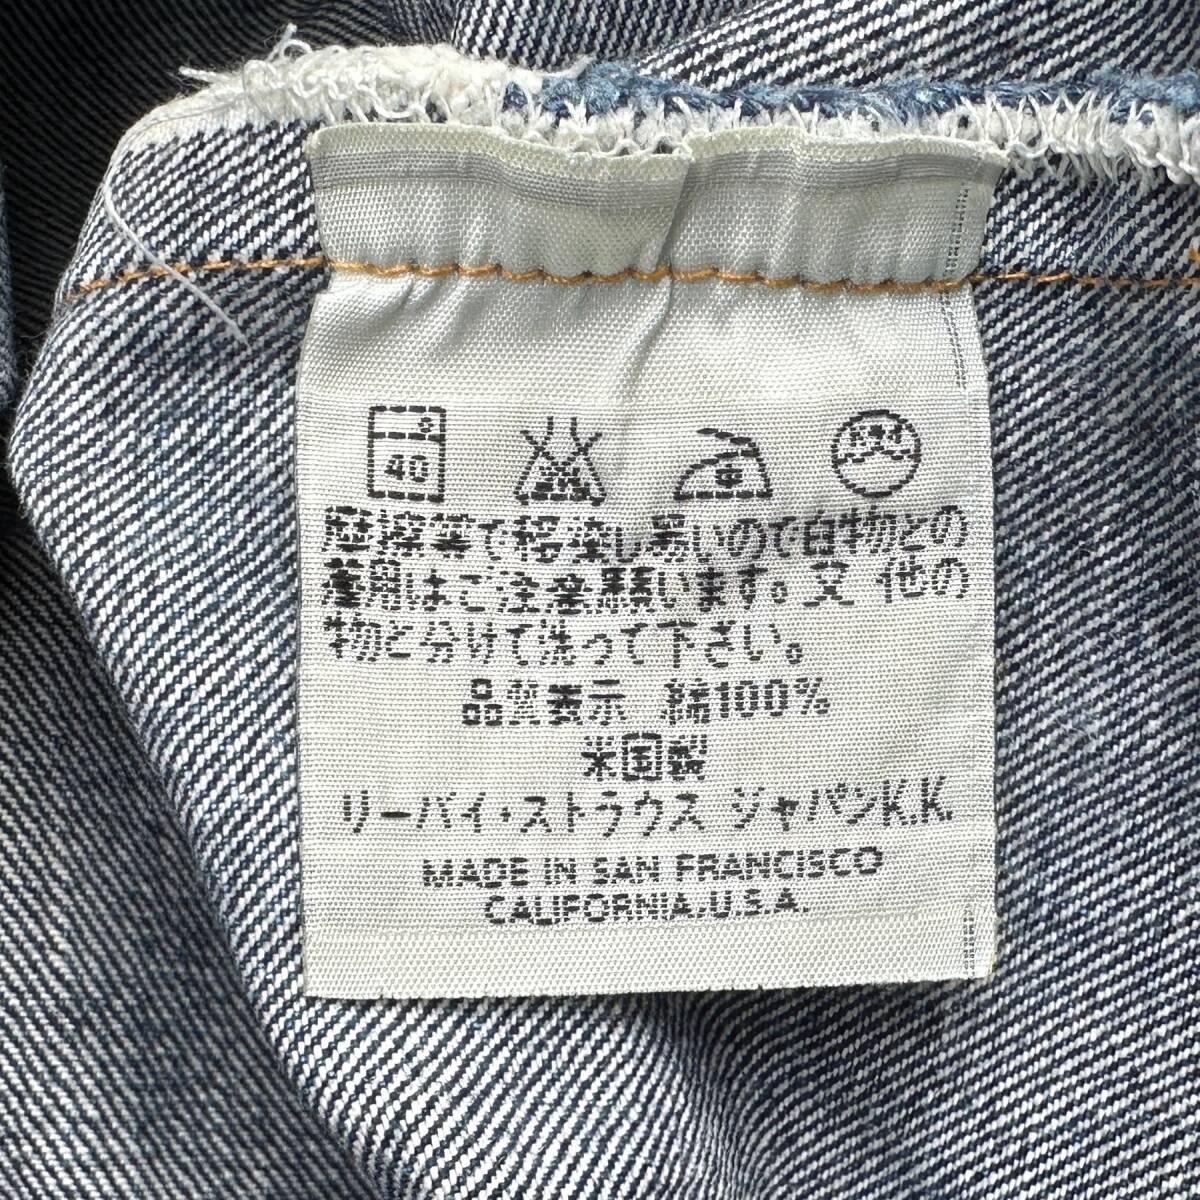 40
摩擦等で移染し易いので白物との
着用はご注意願います。又 他の
物と分けて洗って下さい。
品質表示 綿100%
米国製
リーバイ・ストラウス ジャパンK.K.
MADE IN SAN FRANCISCO
CALIFORNIA.U.S.A.